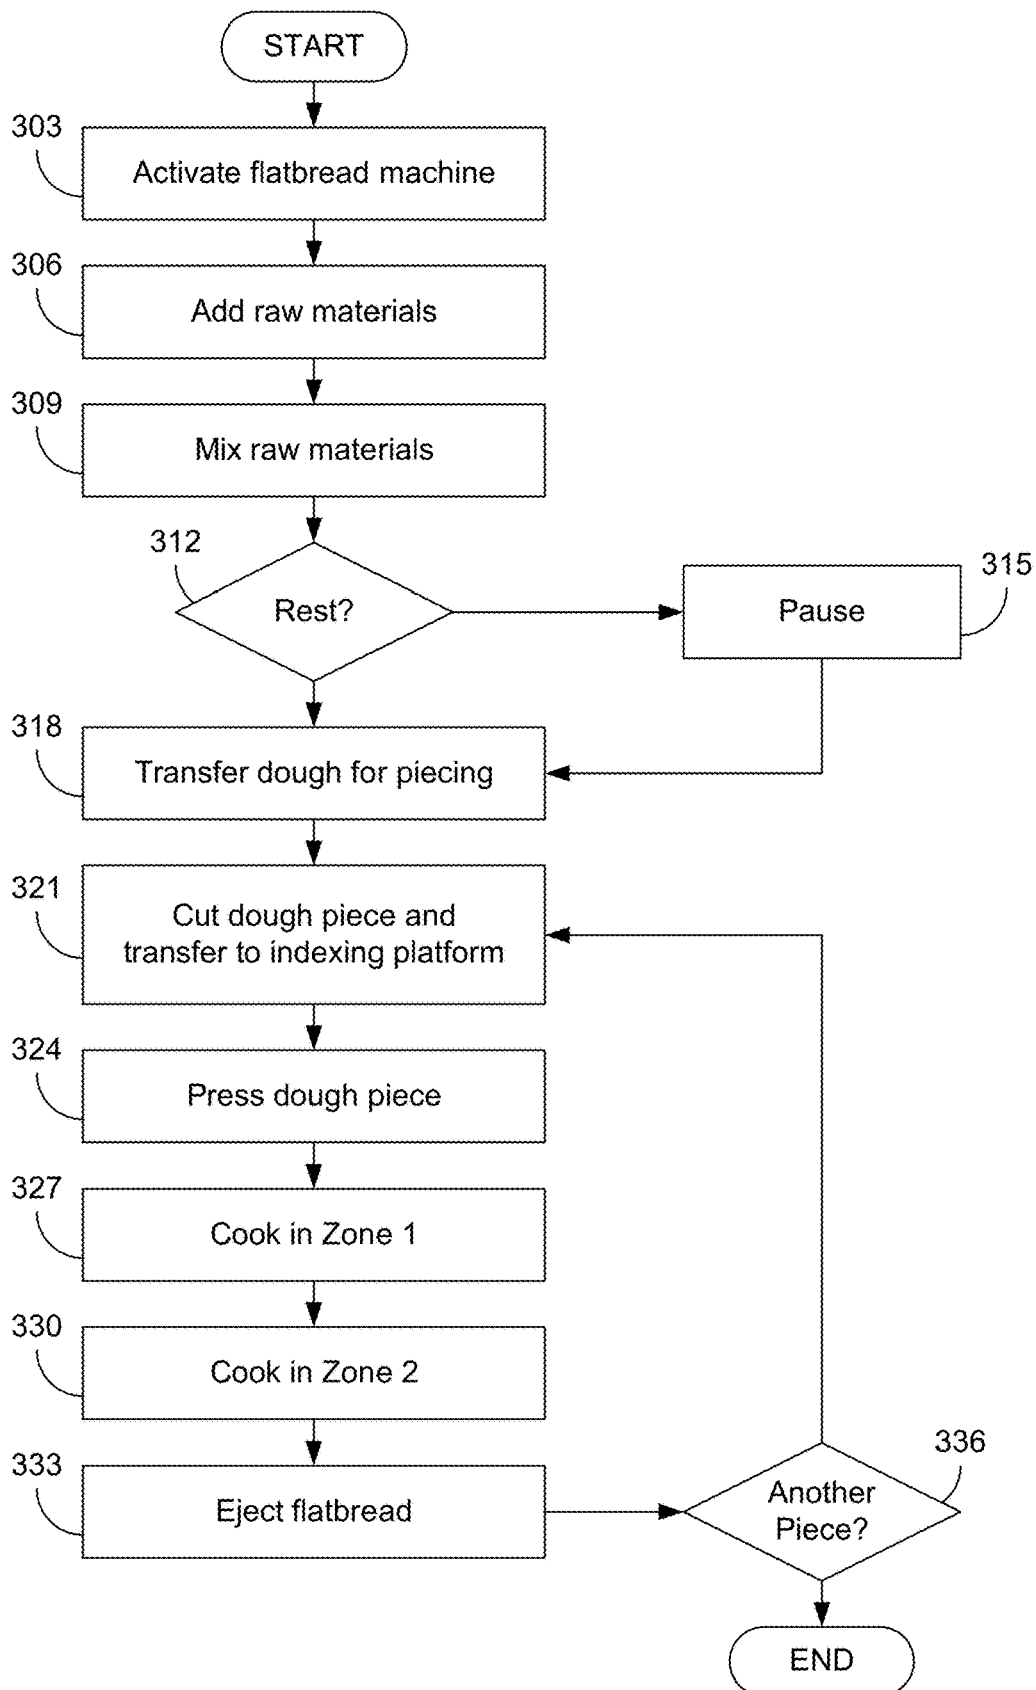 START
303
Activate flatbread machine
306
Add raw materials
309
Mix raw materials
312
Rest?
315
Pause
318
Transfer dough for piecing
321
Cut dough piece and
transfer to indexing platform
324
Press dough piece
327
Cook in Zone 1
330
Cook in Zone 2
333
Eject flatbread
336
Another
Piece?
END